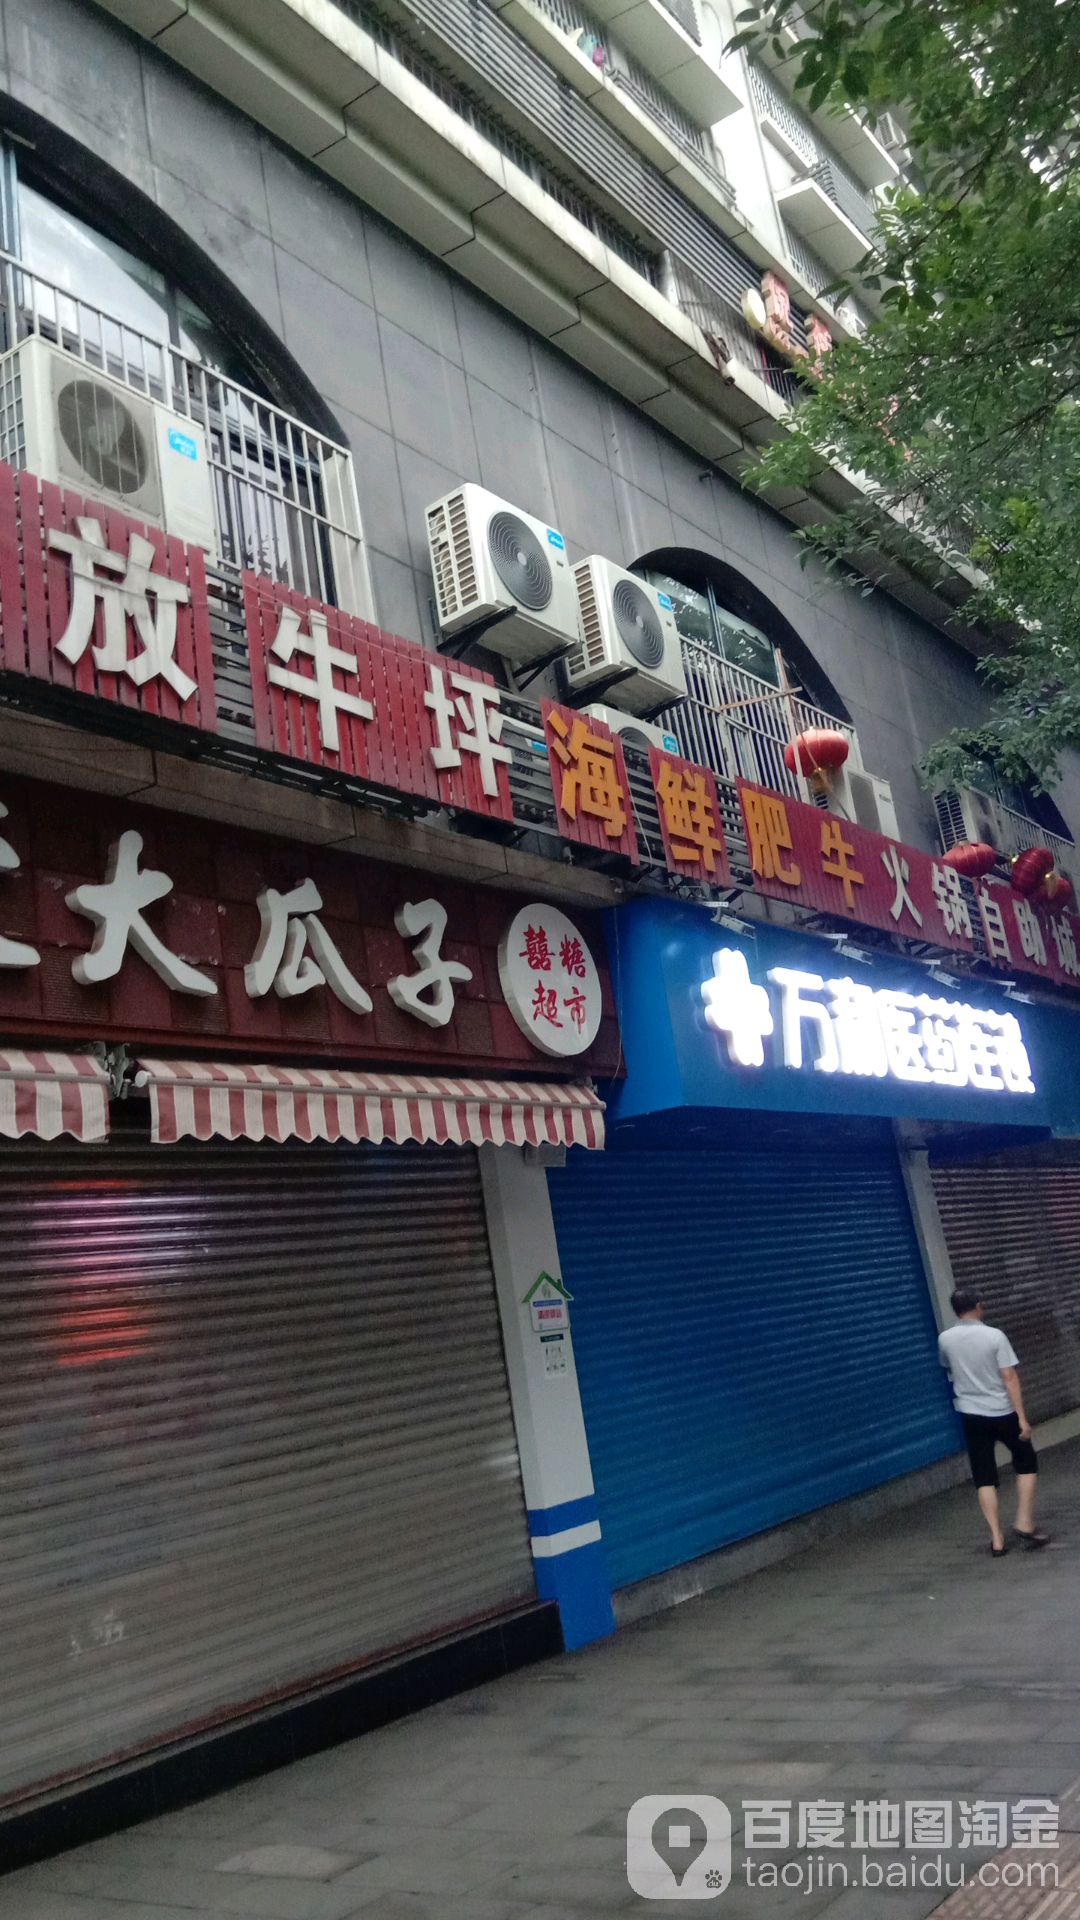 放牛坪海鲜肥牛火锅自助城
大瓜子
囍糖
超市
万和医药连锁
百度地图淘金
taojin.baidu.com